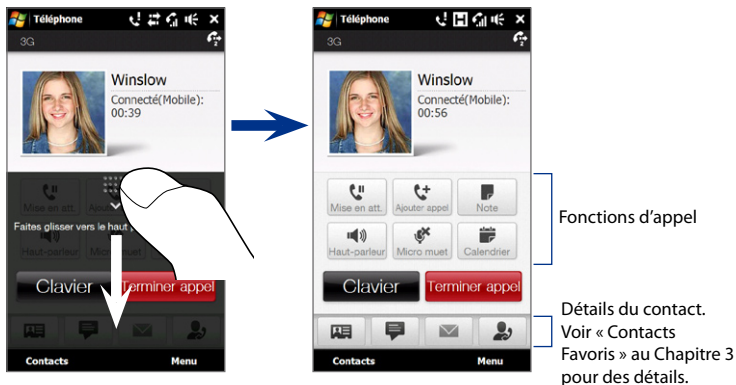 Téléphone
3G
Winslow
Connecté(Mobile):
00:39
Mise en att.
Faites glisser vers le haut
Haut-parleur Micro muet
Clavier Terminer appel
Contacts Menu
Téléphone
3G
Winslow
Connecté(Mobile):
00:56
Mise en att. Ajouter appel Note
Haut-parleur Micro muet Calendrier
Clavier Terminer appel
Contacts Menu
Fonctions d’appel
Détails du contact.
Voir « Contacts
Favoris » au Chapitre 3
pour des détails.